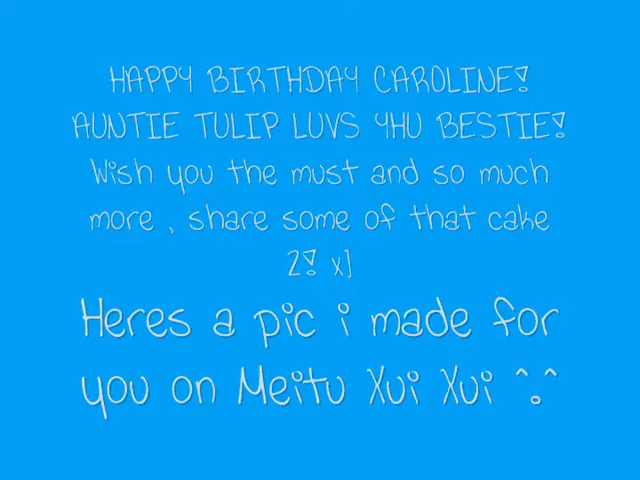 HAPPY BIRTHDAY CAROLINE!
AUNTIE TULIP LUVS YHU BESTIE!
Wish you the must and so much
more , share some of that cake
2! x]
Heres a pic i made for
you on Meitu Xui Xui ^.^